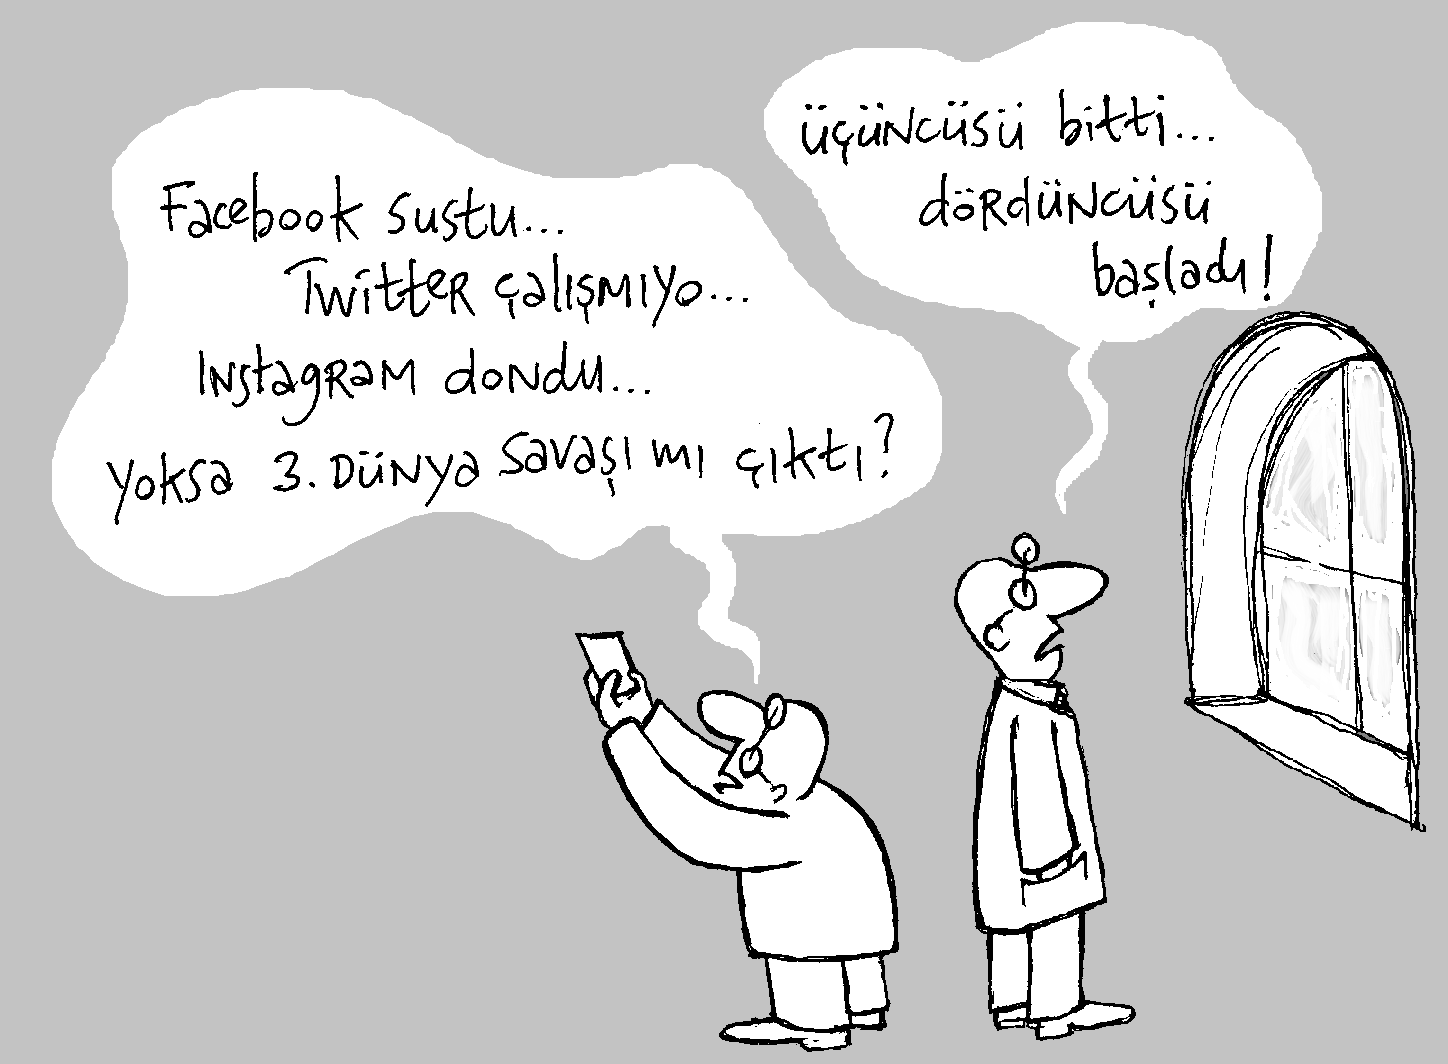 Facebook sustu...
Twitter çalışmıyo...
Instagram dondu...
Yoksa 3. Dünya savaşı mı çıktı?
üçüncüsü bitti...
dördüncüsü
başladı!